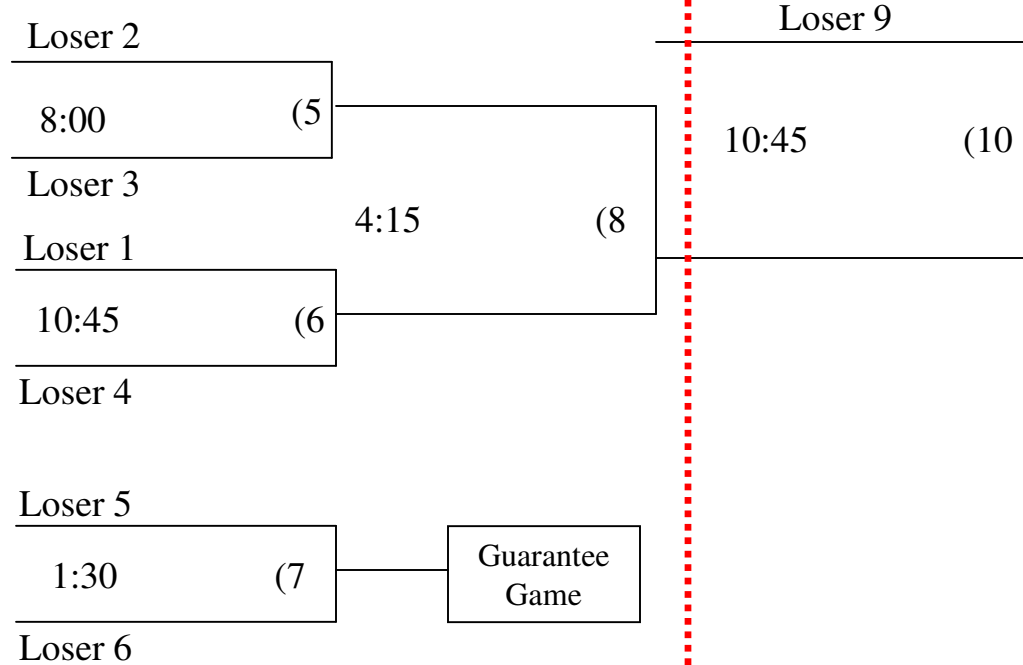 Loser 2
8:00 (5
Loser 3
Loser 1
10:45 (6
Loser 4
4:15 (8
Loser 9
10:45 (10
Loser 5
1:30 (7
Loser 6
Guarantee
Game